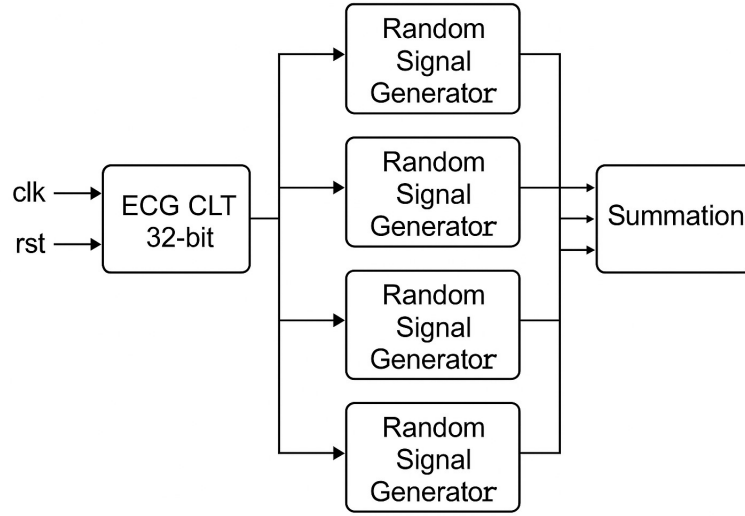 clk
rst
ECG CLT
32-bit
Random
Signal
Generator
Random
Signal
Generator
Random
Signal
Generator
Random
Signal
Generator
Summation